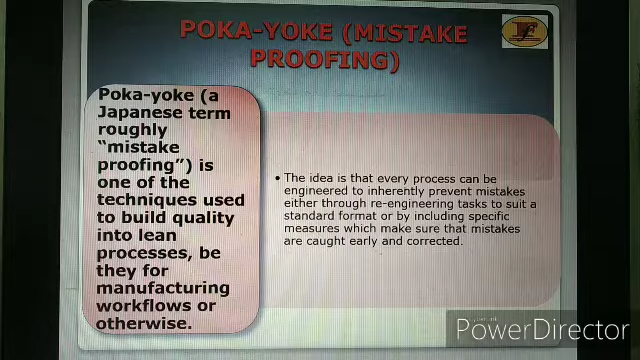 POKA-YOKE (MISTAKE
PROOFING)
Poka-yoke (a
Japanese term
roughly
“mistake
proofing”) is
one of the
techniques used
to build quality
into lean
processes, be
they for
manufacturing
workflows or
otherwise.
• The idea is that every process can be
engineered to inherently prevent mistakes
either through re-engineering tasks to suit a
standard format or by including specific
measures which make sure that mistakes
are caught early and corrected.
PowerDirector